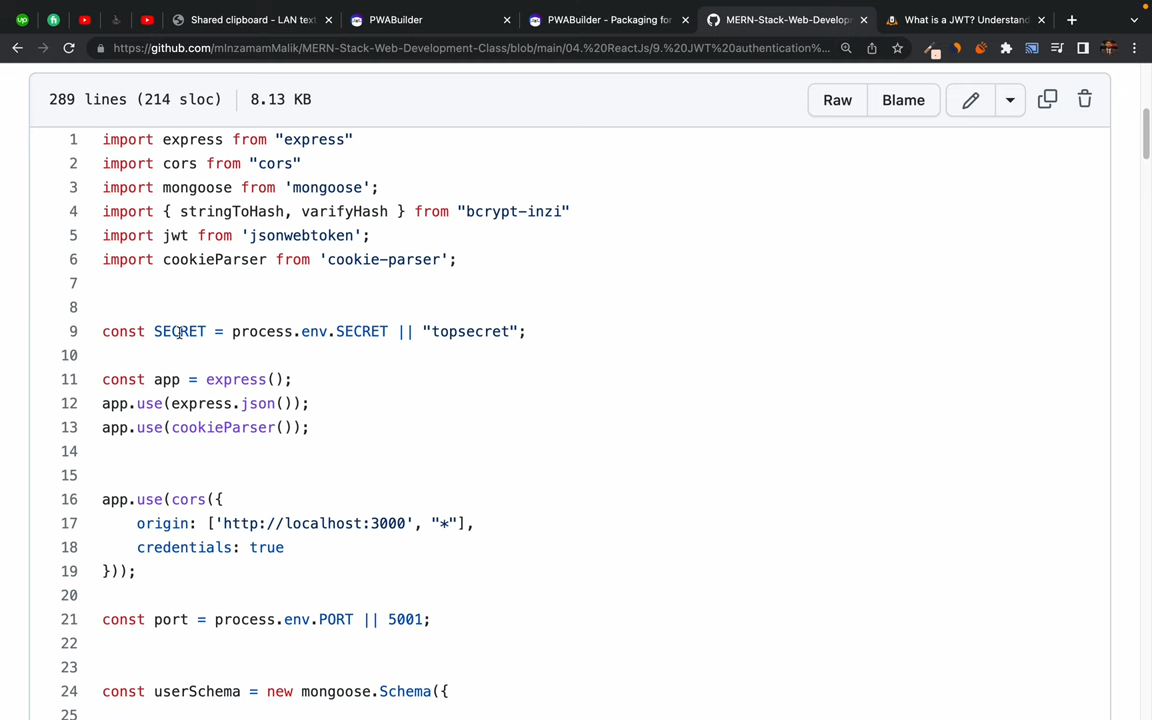 Shared clipboard - LAN text
PWABuilder
PWABuilder - Packaging for
MERN-Stack-Web-Develop
What is a JWT? Understand
https://github.com/mInzamamMalik/MERN-Stack-Web-Development-Class/blob/main/04.%20ReactJs/9.%20JWT%20authentication%...
289 lines (214 sloc) 8.13 KB Raw Blame
1 import express from "express"
2 import cors from "cors"
3 import mongoose from 'mongoose';
4 import { stringToHash, varifyHash } from "bcrypt-inzi"
5 import jwt from 'jsonwebtoken';
6 import cookieParser from 'cookie-parser';
7
8
9 const SECRET = process.env.SECRET || "topsecret";
10
11 const app = express();
12 app.use(express.json());
13 app.use(cookieParser());
14
15
16 app.use(cors({
17 origin: ['http://localhost:3000', "*"],
18 credentials: true
19 }));
20
21 const port = process.env.PORT || 5001;
22
23
24 const userSchema = new mongoose.Schema({
25